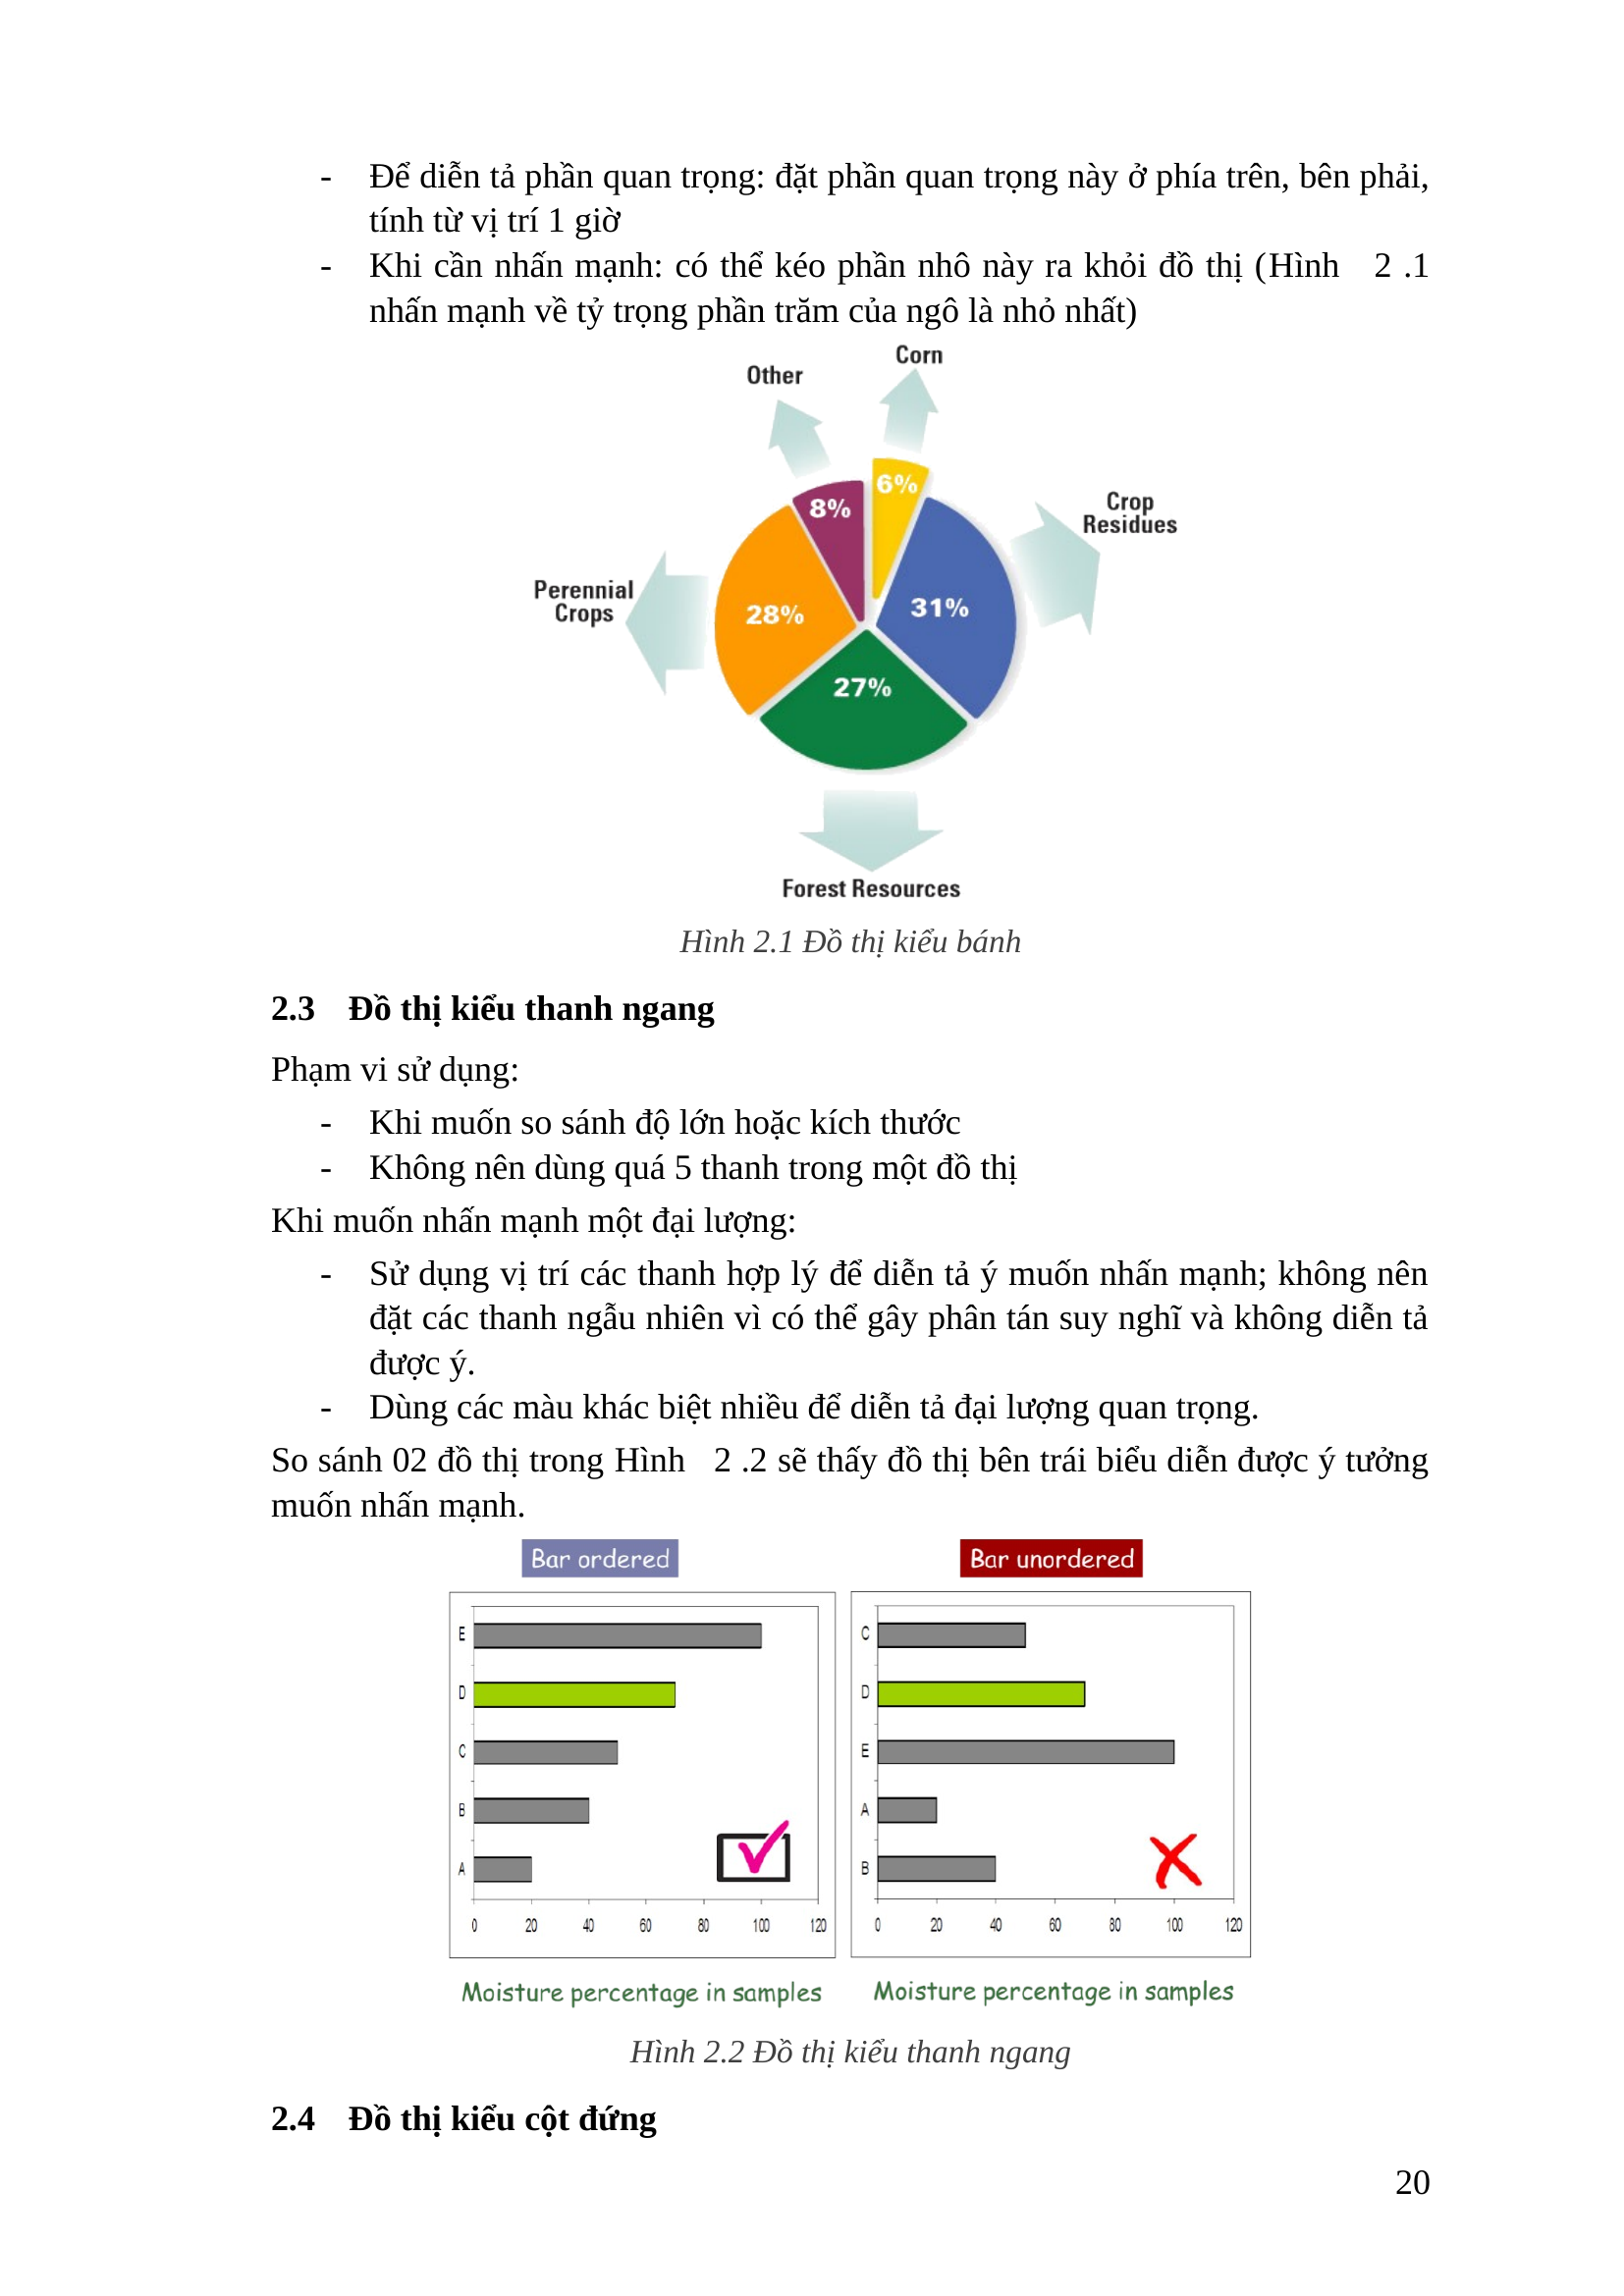 - Để diễn tả phần quan trọng: đặt phần quan trọng này ở phía trên, bên phải,
tính từ vị trí 1 giờ
- Khi cần nhấn mạnh: có thể kéo phần nhô này ra khỏi đồ thị (Hình 2 .1
nhấn mạnh về tỷ trọng phần trăm của ngô là nhỏ nhất)
Corn
Other
6%
8%
Crop
Residues
Perennial
Crops
28%
31%
27%
Forest Resources
Hình 2.1 Đồ thị kiểu bánh
2.3 Đồ thị kiểu thanh ngang
Phạm vi sử dụng:
- Khi muốn so sánh độ lớn hoặc kích thước
- Không nên dùng quá 5 thanh trong một đồ thị
Khi muốn nhấn mạnh một đại lượng:
- Sử dụng vị trí các thanh hợp lý để diễn tả ý muốn nhấn mạnh; không nên
đặt các thanh ngẫu nhiên vì có thể gây phân tán suy nghĩ và không diễn tả
được ý.
- Dùng các màu khác biệt nhiều để diễn tả đại lượng quan trọng.
So sánh 02 đồ thị trong Hình 2 .2 sẽ thấy đồ thị bên trái biểu diễn được ý tưởng
muốn nhấn mạnh.
Bar ordered
E
D
C
B
A
0 20 40 60 80 100 120
Moisture percentage in samples
Bar unordered
C
D
E
A
B
0 20 40 60 80 100 120
Moisture percentage in samples
Hình 2.2 Đồ thị kiểu thanh ngang
2.4 Đồ thị kiểu cột đứng
20